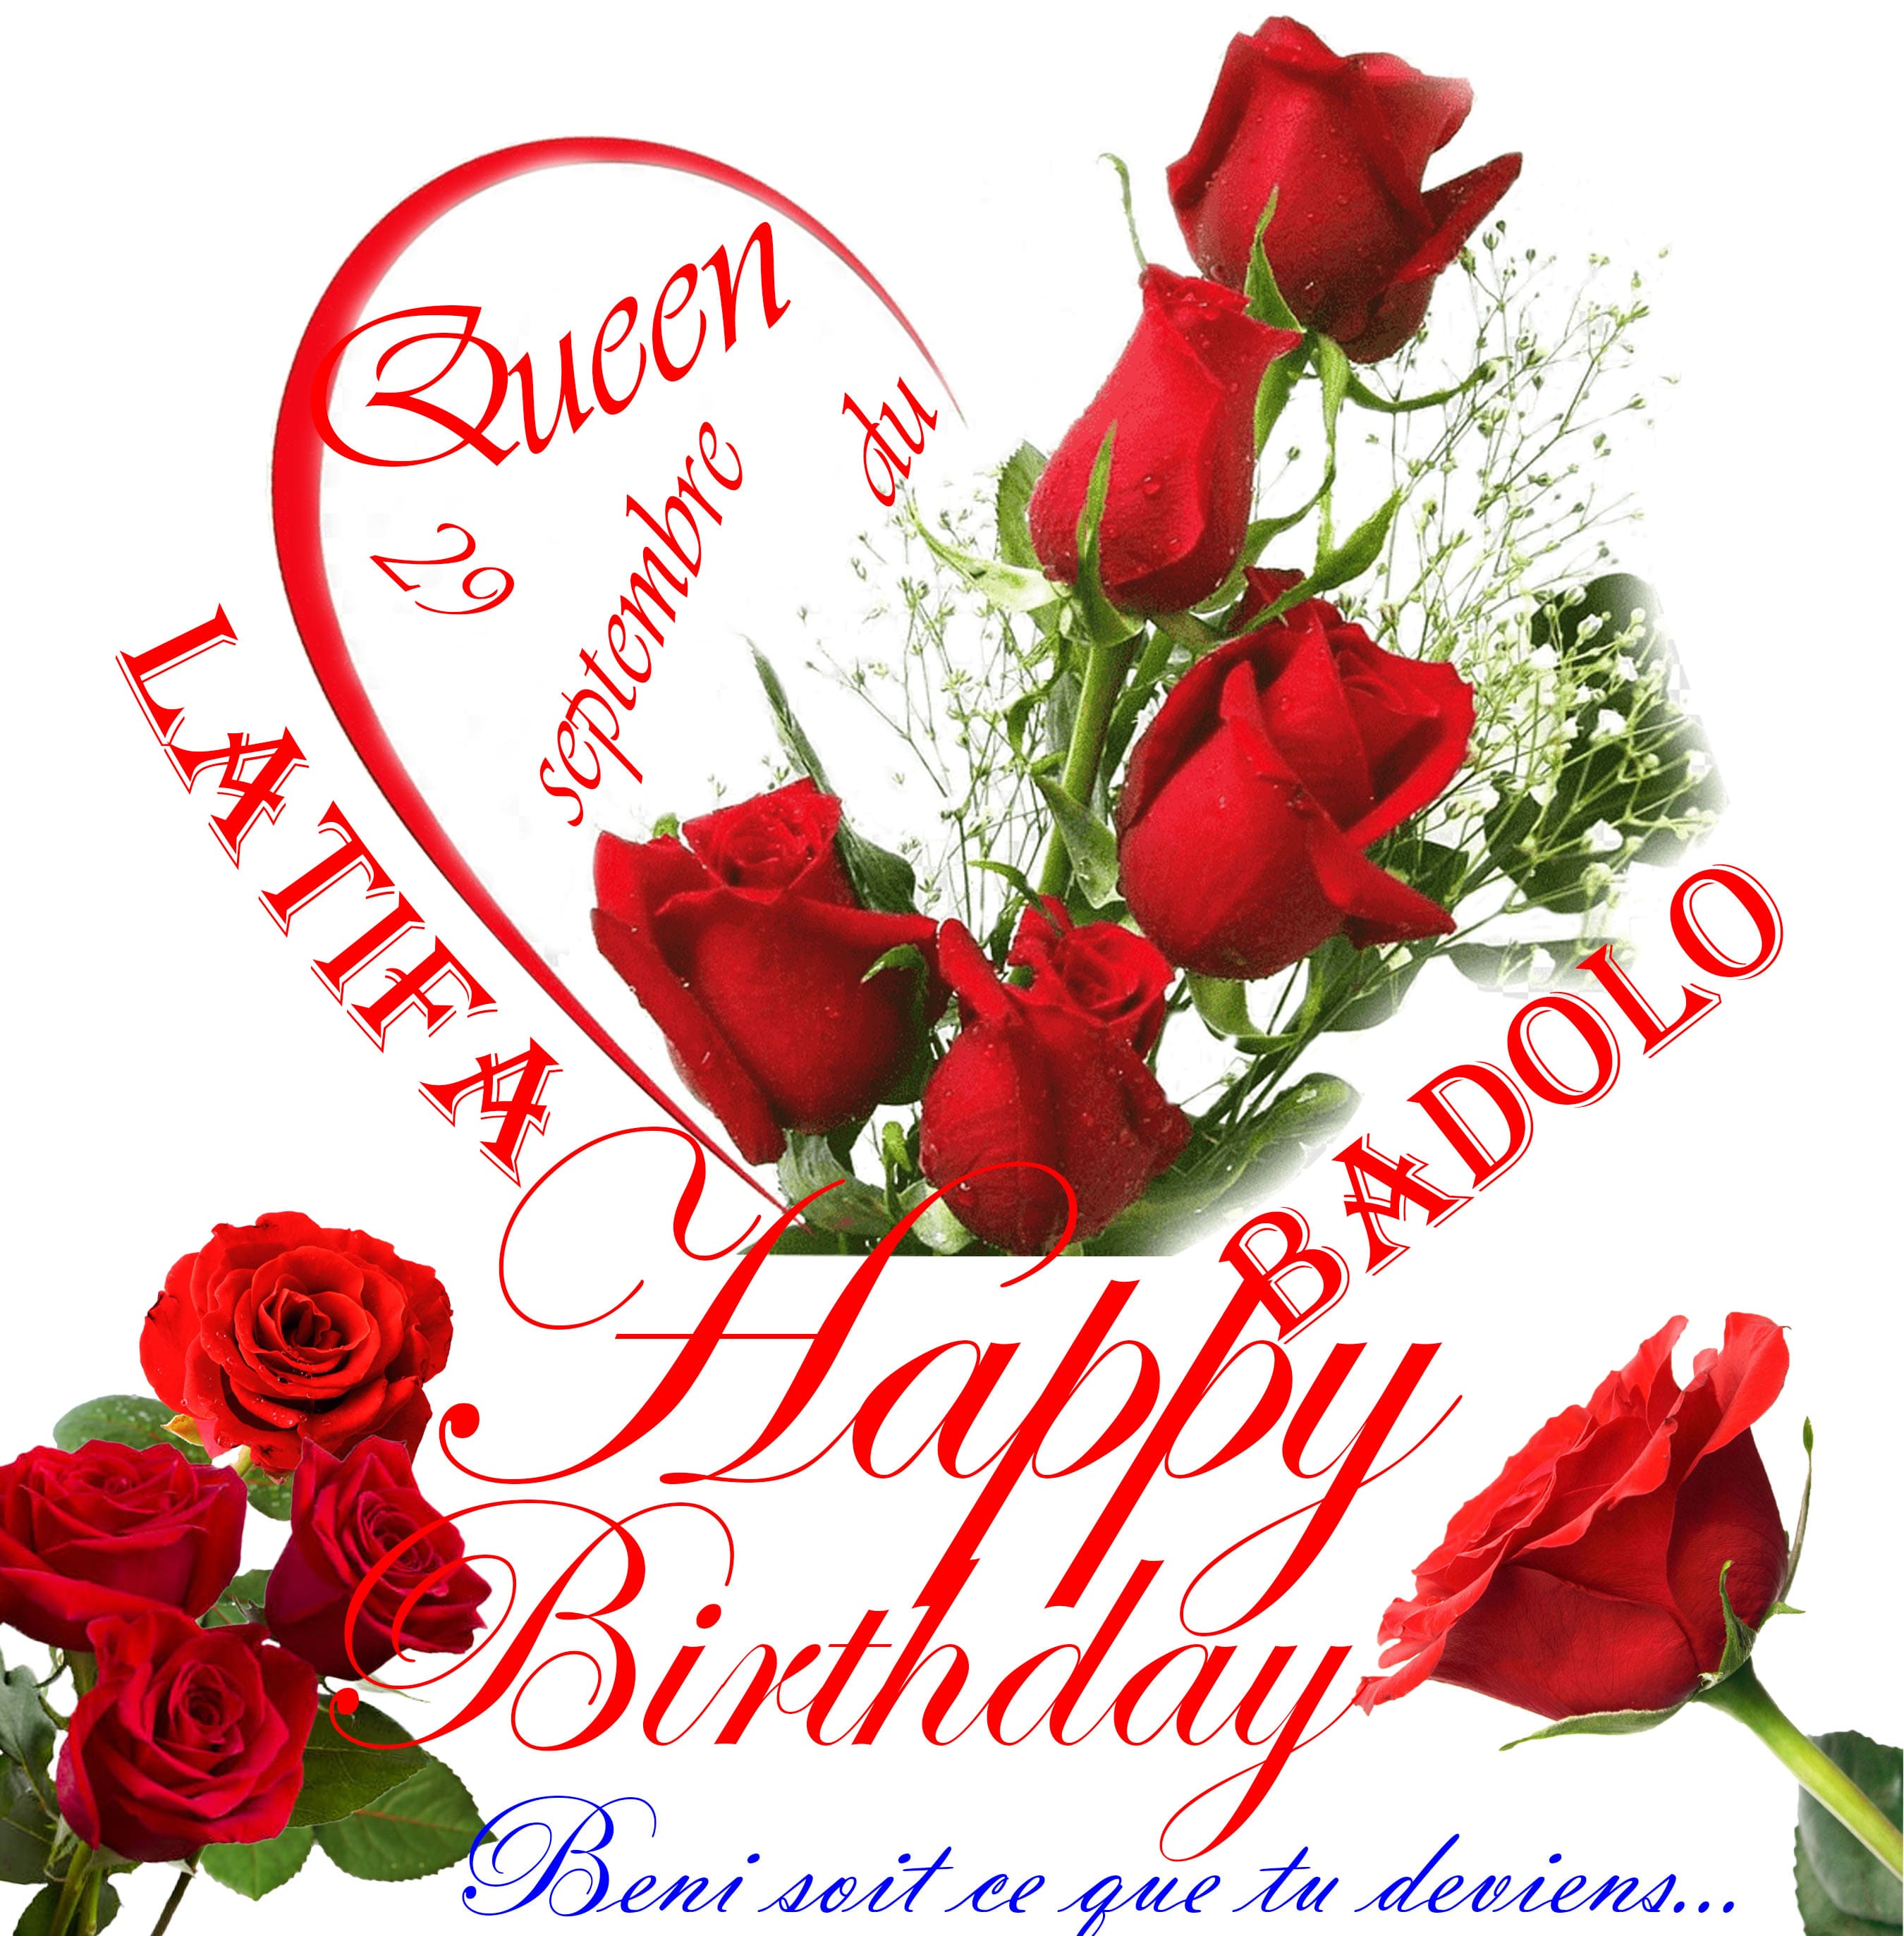 Queen
du
29
septembre
LATIFA
BADOLO
Happy
Birthday
Beni soit ce que tu deviens...